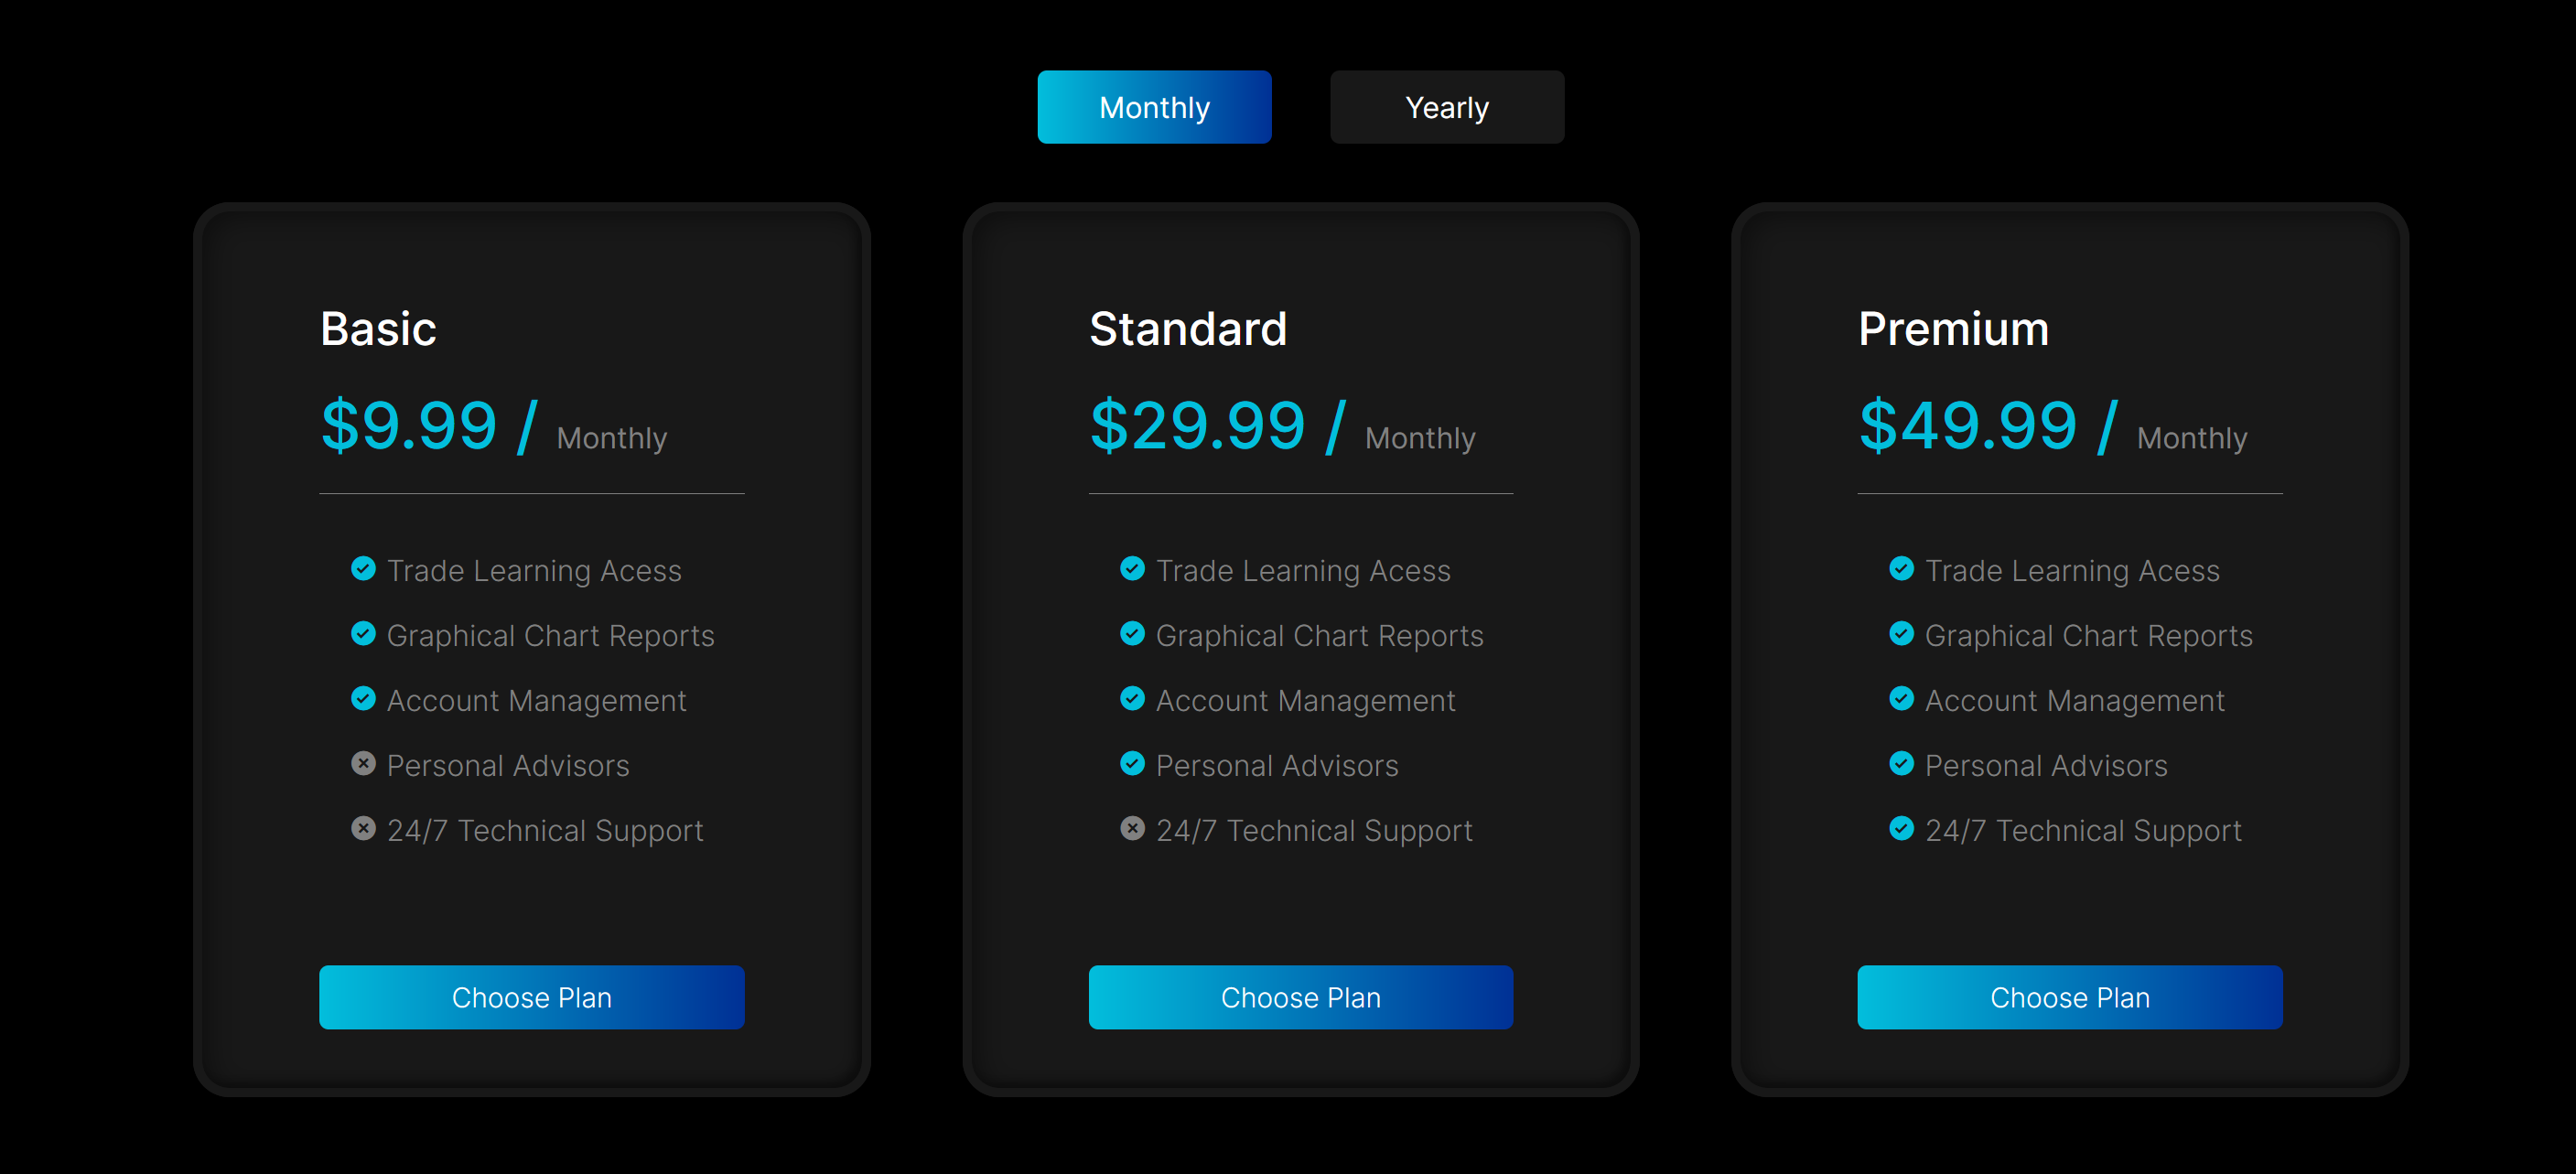 Monthly
Yearly
Basic
$9.99 / Monthly
Trade Learning Acess
Graphical Chart Reports
Account Management
Personal Advisors
24/7 Technical Support
Choose Plan
Standard
$29.99 / Monthly
Trade Learning Acess
Graphical Chart Reports
Account Management
Personal Advisors
24/7 Technical Support
Choose Plan
Premium
$49.99 / Monthly
Trade Learning Acess
Graphical Chart Reports
Account Management
Personal Advisors
24/7 Technical Support
Choose Plan